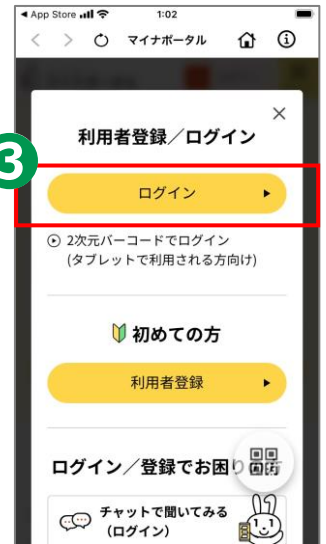 App Store
1:02
マイナポータル
利用者登録／ログイン
3
ログイン
2次元バーコードでログイン
(タブレットで利用される方向け)
初めての方
利用者登録
ログイン／登録でお困りの方
チャットで聞いてみる
(ログイン)